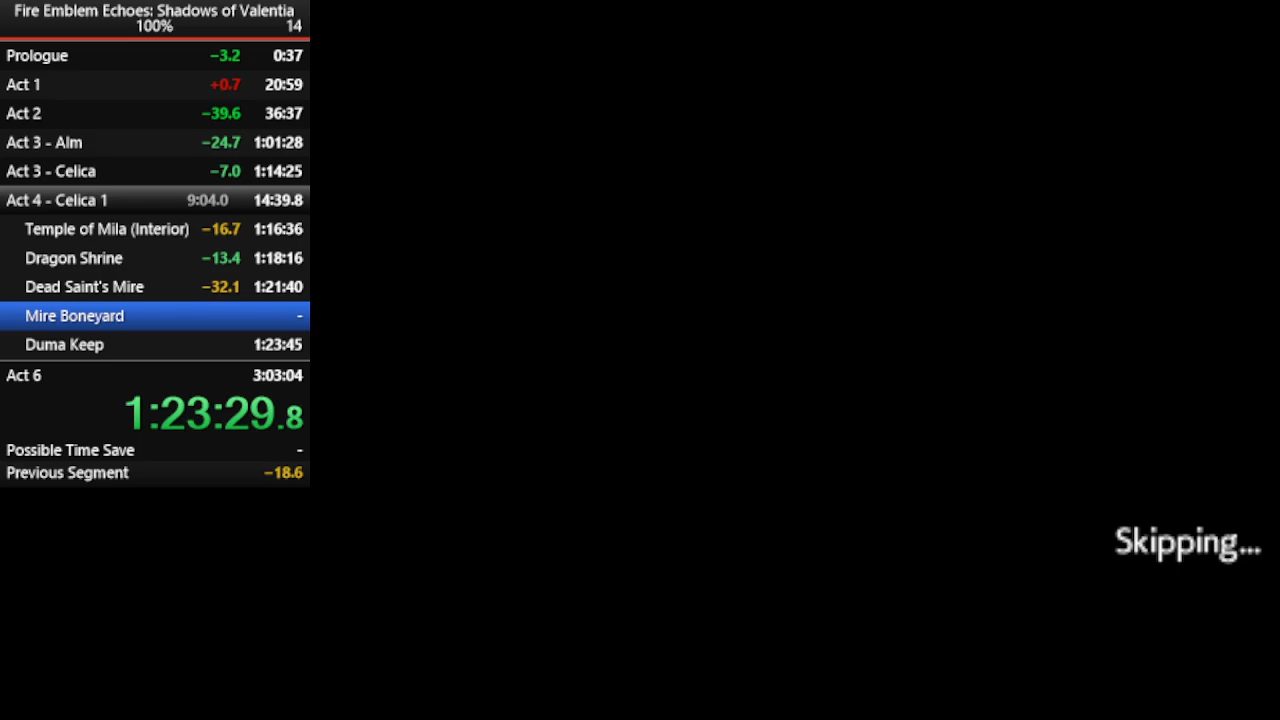 Fire Emblem Echoes: Shadows of Valentia
100% 14
Prologue −3.2 0:37
Act 1 +0.7 20:59
Act 2 −39.6 36:37
Act 3 - Alm −24.7 1:01:28
Act 3 - Celica −7.0 1:14:25
Act 4 - Celica 1 9:04.0 14:39.8
Temple of Mila (Interior) −16.7 1:16:36
Dragon Shrine −13.4 1:18:16
Dead Saint's Mire −32.1 1:21:40
Mire Boneyard -
Duma Keep 1:23:45
Act 6 3:03:04
1:23:29.8
Possible Time Save -
Previous Segment −18.6
Skipping...